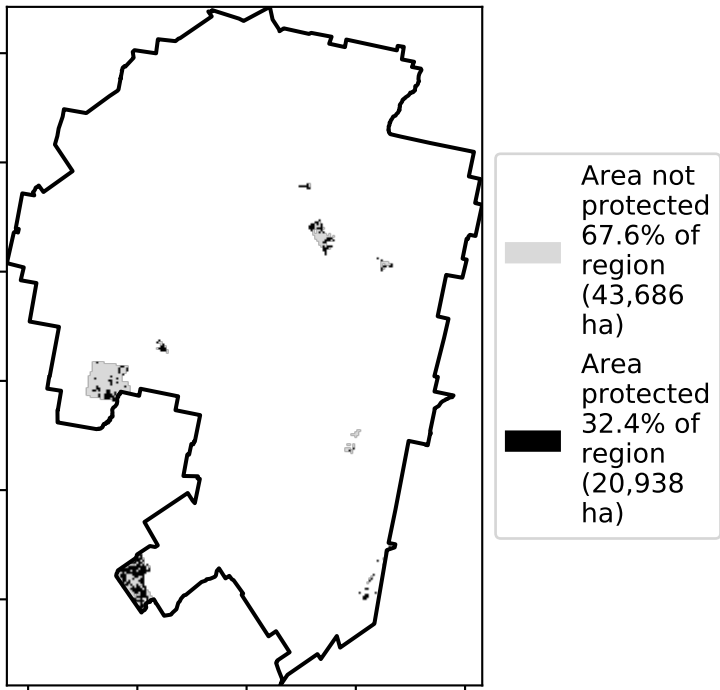 Area not
protected
67.6% of
region
(43,686
ha)
Area
protected
32.4% of
region
(20,938
ha)